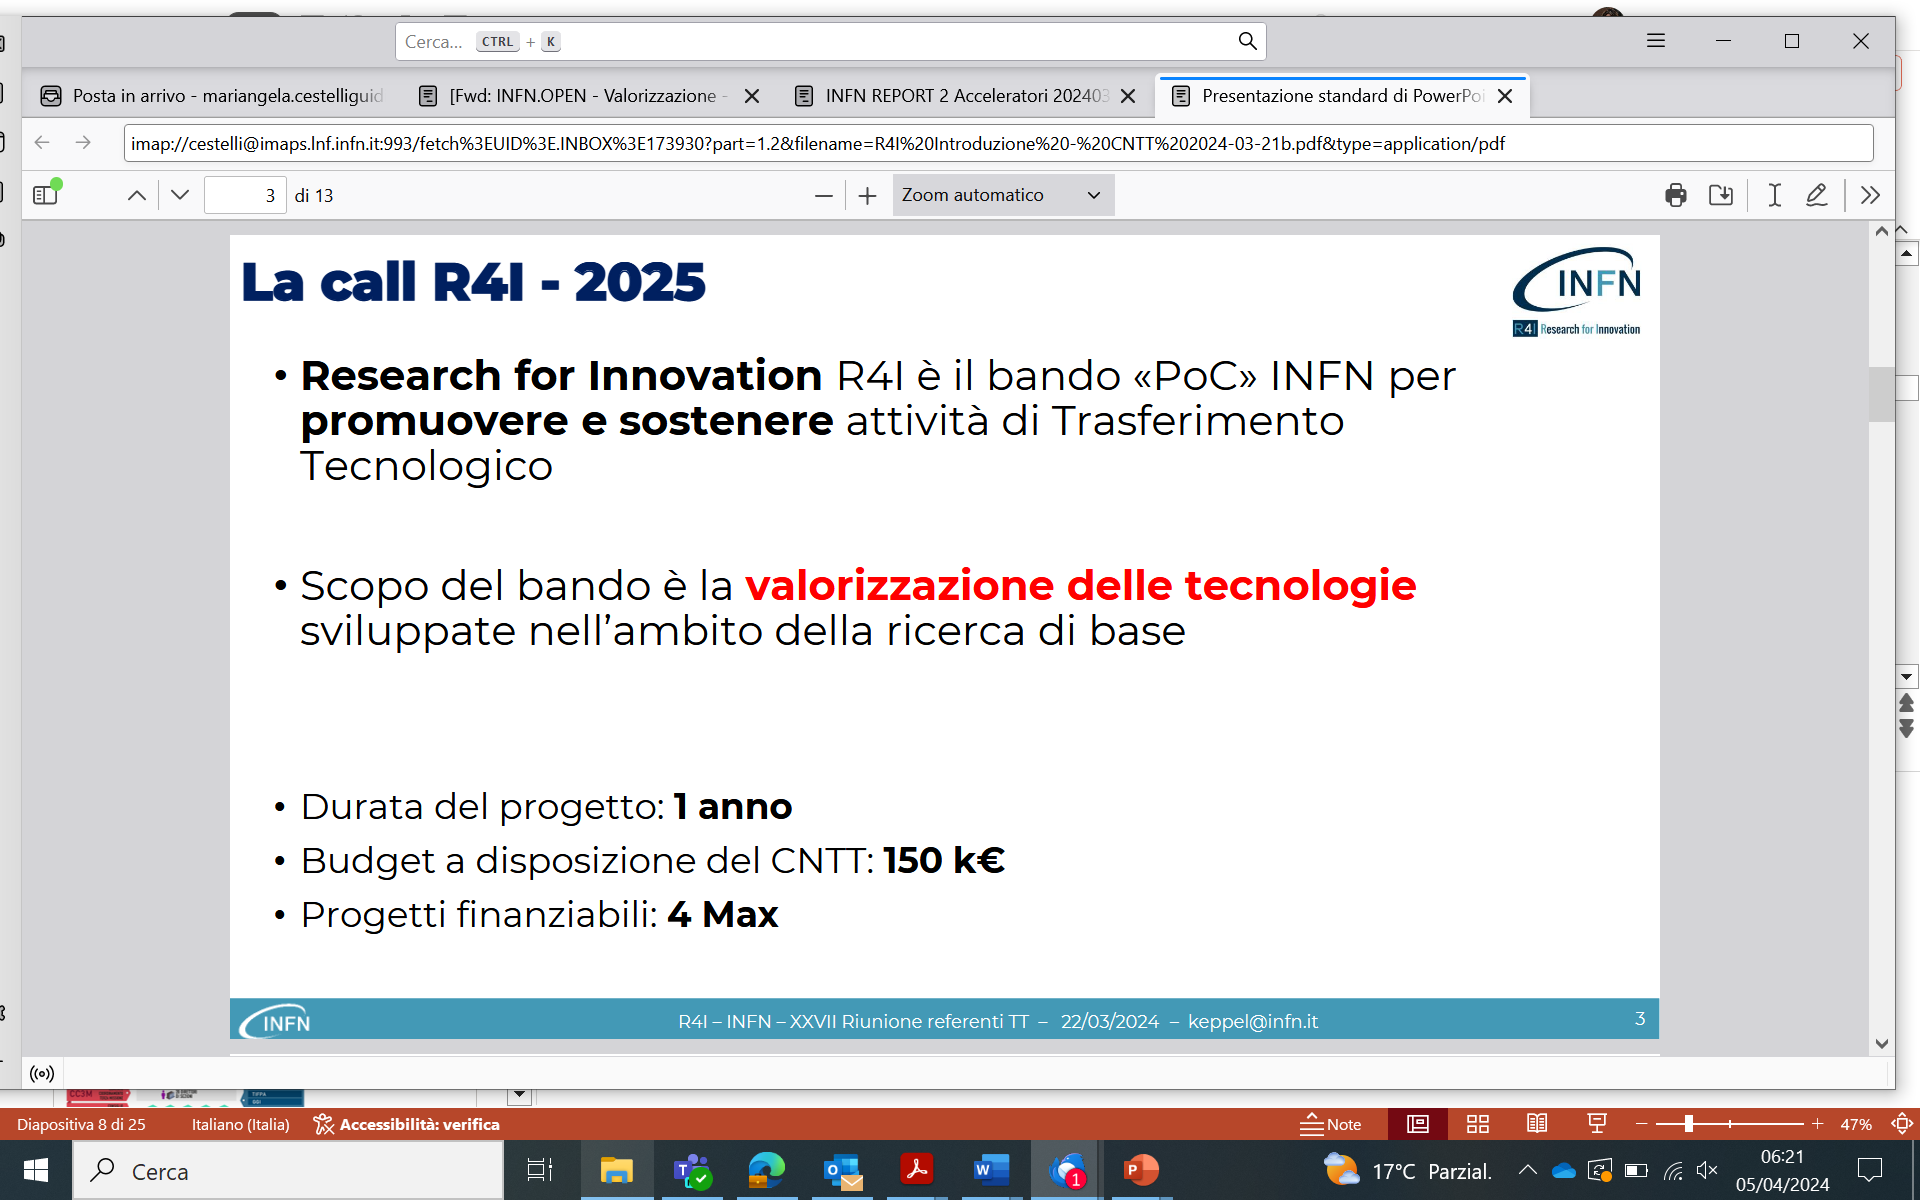 Cerca... CTRL + K
Posta in arrivo - mariangela.cestelliguid
[Fwd: INFN.OPEN - Valorizzazione -
INFN REPORT 2 Acceleratori 202403
Presentazione standard di PowerPoi
imap://cestelli@imaps.lnf.infn.it:993/fetch%3EUID%3E.INBOX%3E173930?part=1.2&filename=R4I%20Introduzione%20-%20CNTT%202024-03-21b.pdf&type=application/pdf
3 di 13
Zoom automatico
La call R4I - 2025
INFN
R4I Research for Innovation
• Research for Innovation R4I è il bando «PoC» INFN per
promuovere e sostenere attività di Trasferimento
Tecnologico
• Scopo del bando è la valorizzazione delle tecnologie
sviluppate nell’ambito della ricerca di base
• Durata del progetto: 1 anno
• Budget a disposizione del CNTT: 150 k€
• Progetti finanziabili: 4 Max
INFN
R4I – INFN – XXVII Riunione referenti TT – 22/03/2024 – keppel@infn.it
3
CC3M
Diapositiva 8 di 25
Italiano (Italia)
Accessibilità: verifica
Note
47%
Cerca
1
17°C Parzial.
06:21
05/04/2024